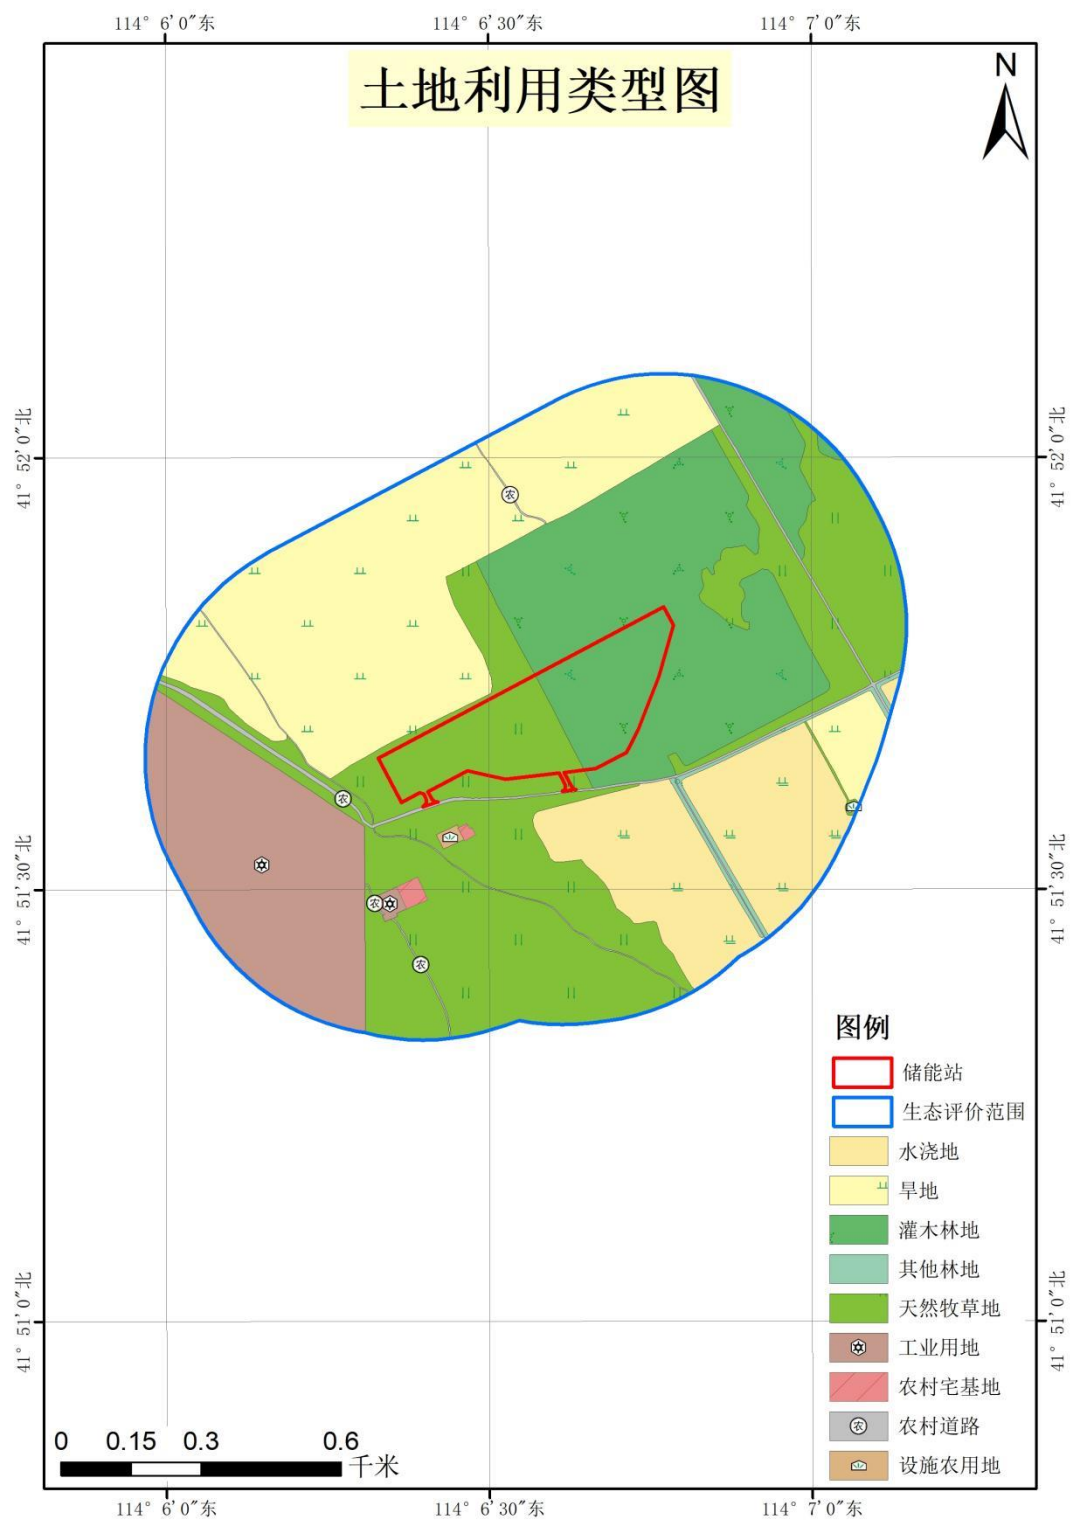 114° 6′0″东
114° 6′30″东
114° 7′0″东
土地利用类型图
N
41° 52′0″北
41° 52′0″北
农
农
41° 51′30″北
41° 51′30″北
农
农
图例
储能站
生态评价范围
水浇地
旱地
灌木林地
其他林地
天然牧草地
工业用地
农村宅基地
农 农村道路
设施农用地
41° 51′0″北
41° 51′0″北
0 0.15 0.3 0.6
千米
114° 6′0″东
114° 6′30″东
114° 7′0″东